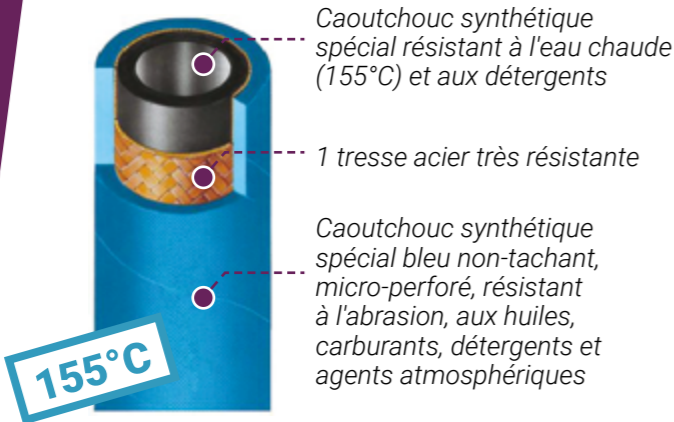 Caoutchouc synthétique
spécial résistant à l'eau chaude
(155°C) et aux détergents
1 tresse acier très résistante
Caoutchouc synthétique
spécial bleu non-tachant,
micro-perforé, résistant
à l'abrasion, aux huiles,
carburants, détergents et
agents atmosphériques
155°C